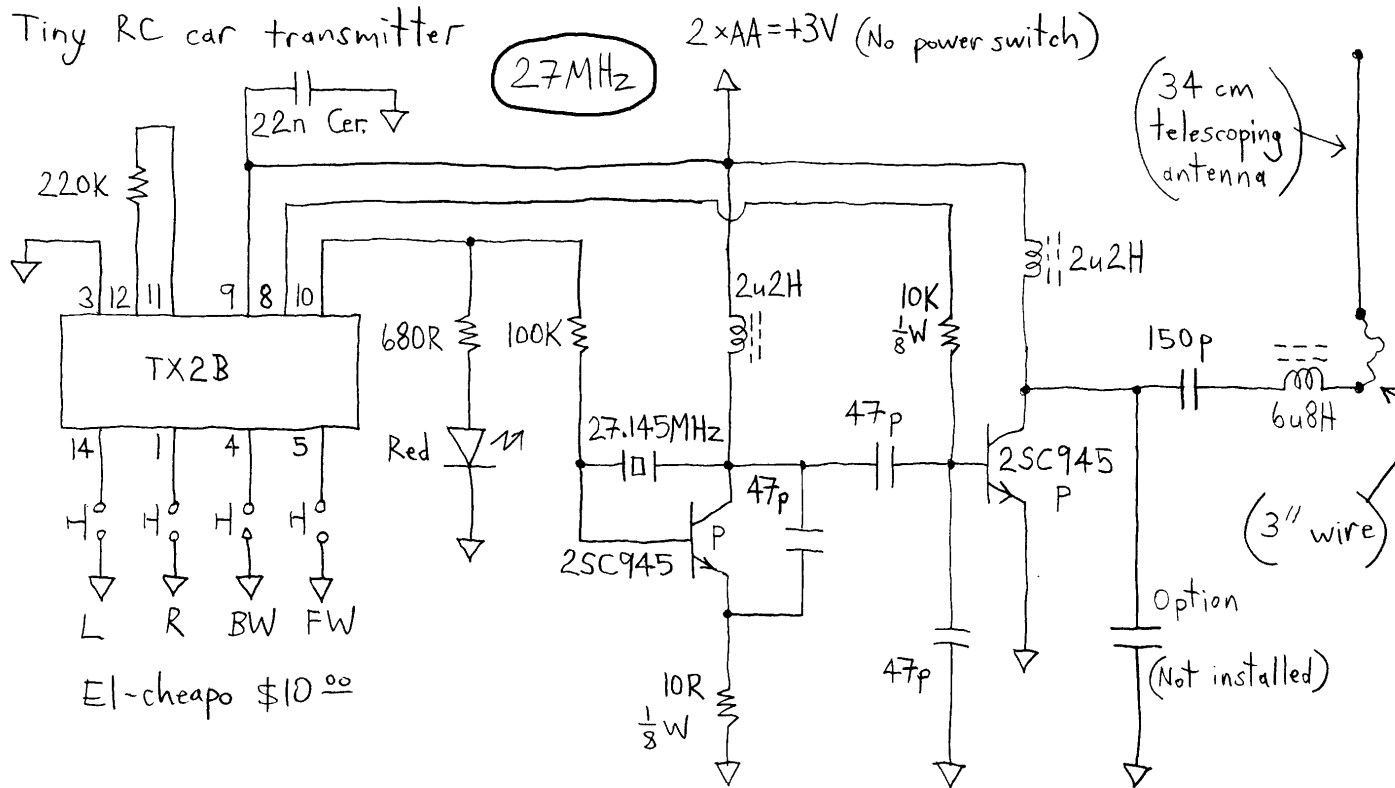 Tiny RC car transmitter
27MHz
2×AA=+3V (No power switch)
22n Cer.
220K
(34 cm
telescoping
antenna)
3 12 11 9 8 10
TX2B
14 1 4 5
L R BW FW
El-cheapo $10 00
680R
100K
Red
2u2H
27.145MHz
2SC945
P
47p
10R
1/8 W
47p
10K
1/8 W
47p
2u2H
2SC945
P
150p
6u8H
(3" wire)
Option
(Not installed)